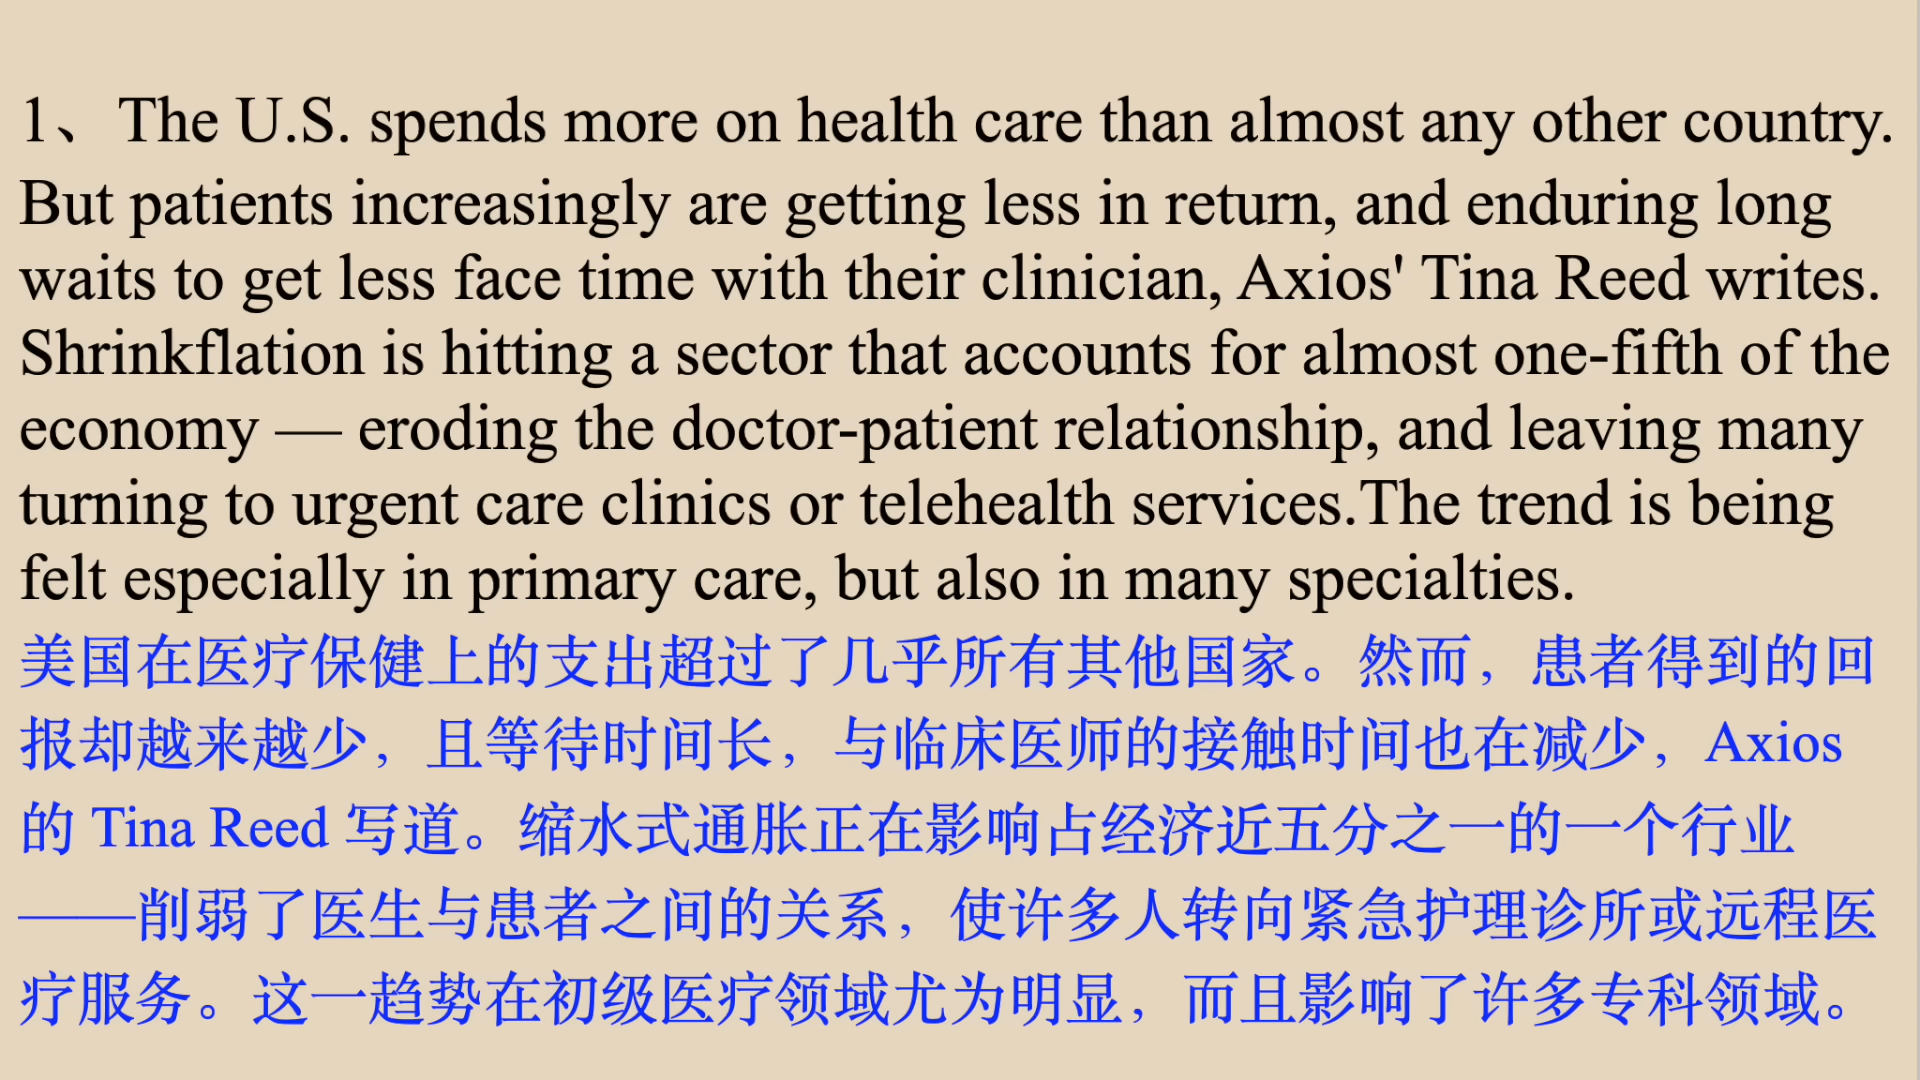 1、The U.S. spends more on health care than almost any other country.
But patients increasingly are getting less in return, and enduring long
waits to get less face time with their clinician, Axios' Tina Reed writes.
Shrinkflation is hitting a sector that accounts for almost one-fifth of the
economy — eroding the doctor-patient relationship, and leaving many
turning to urgent care clinics or telehealth services.The trend is being
felt especially in primary care, but also in many specialties.
美国在医疗保健上的支出超过了几乎所有其他国家。然而，患者得到的回
报却越来越少，且等待时间长，与临床医师的接触时间也在减少，Axios
的 Tina Reed 写道。缩水式通胀正在影响占经济近五分之一的一个行业
——削弱了医生与患者之间的关系，使许多人转向紧急护理诊所或远程医
疗服务。这一趋势在初级医疗领域尤为明显，而且影响了许多专科领域。